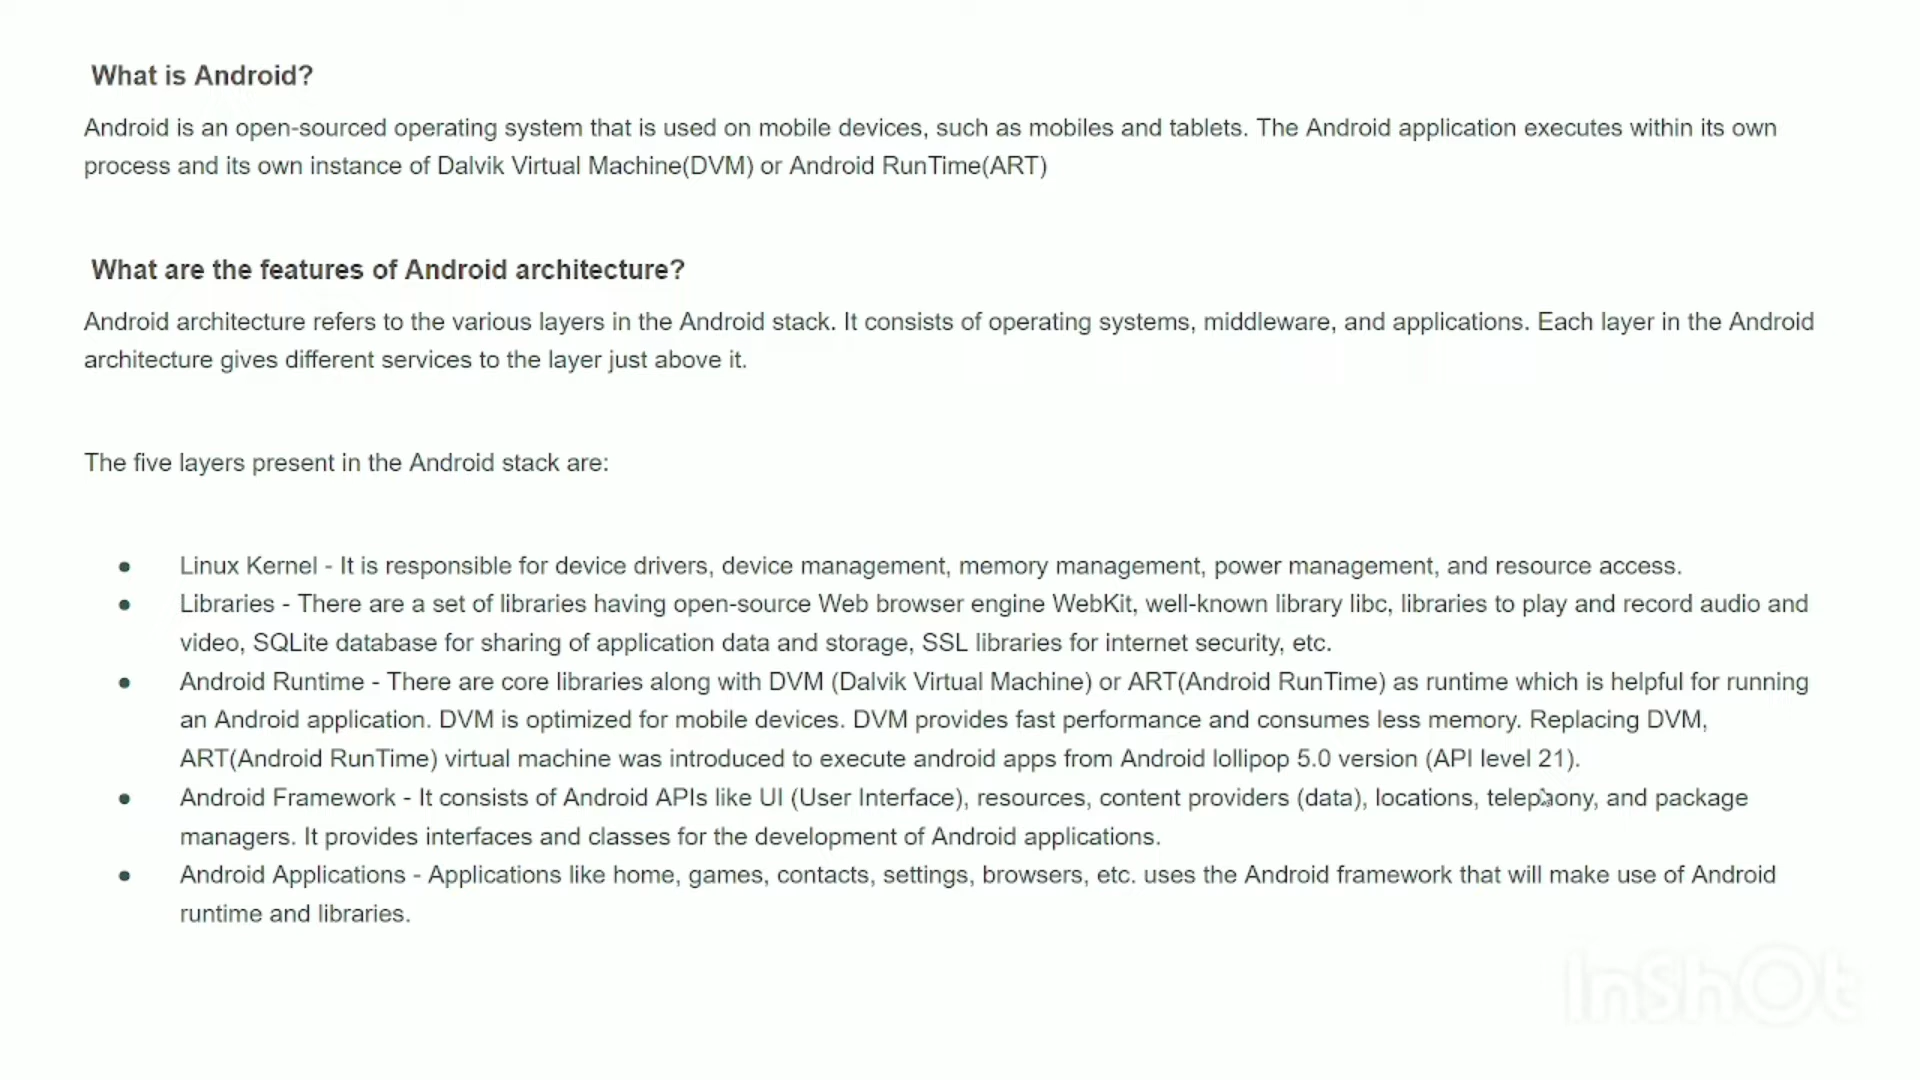 What is Android?
Android is an open-sourced operating system that is used on mobile devices, such as mobiles and tablets. The Android application executes within its own
process and its own instance of Dalvik Virtual Machine(DVM) or Android RunTime(ART)
What are the features of Android architecture?
Android architecture refers to the various layers in the Android stack. It consists of operating systems, middleware, and applications. Each layer in the Android
architecture gives different services to the layer just above it.
The five layers present in the Android stack are:
● Linux Kernel - It is responsible for device drivers, device management, memory management, power management, and resource access.
● Libraries - There are a set of libraries having open-source Web browser engine WebKit, well-known library libc, libraries to play and record audio and
video, SQLite database for sharing of application data and storage, SSL libraries for internet security, etc.
● Android Runtime - There are core libraries along with DVM (Dalvik Virtual Machine) or ART(Android RunTime) as runtime which is helpful for running
an Android application. DVM is optimized for mobile devices. DVM provides fast performance and consumes less memory. Replacing DVM,
ART(Android RunTime) virtual machine was introduced to execute android apps from Android lollipop 5.0 version (API level 21).
● Android Framework - It consists of Android APIs like UI (User Interface), resources, content providers (data), locations, telephony, and package
managers. It provides interfaces and classes for the development of Android applications.
● Android Applications - Applications like home, games, contacts, settings, browsers, etc. uses the Android framework that will make use of Android
runtime and libraries.
InShOt